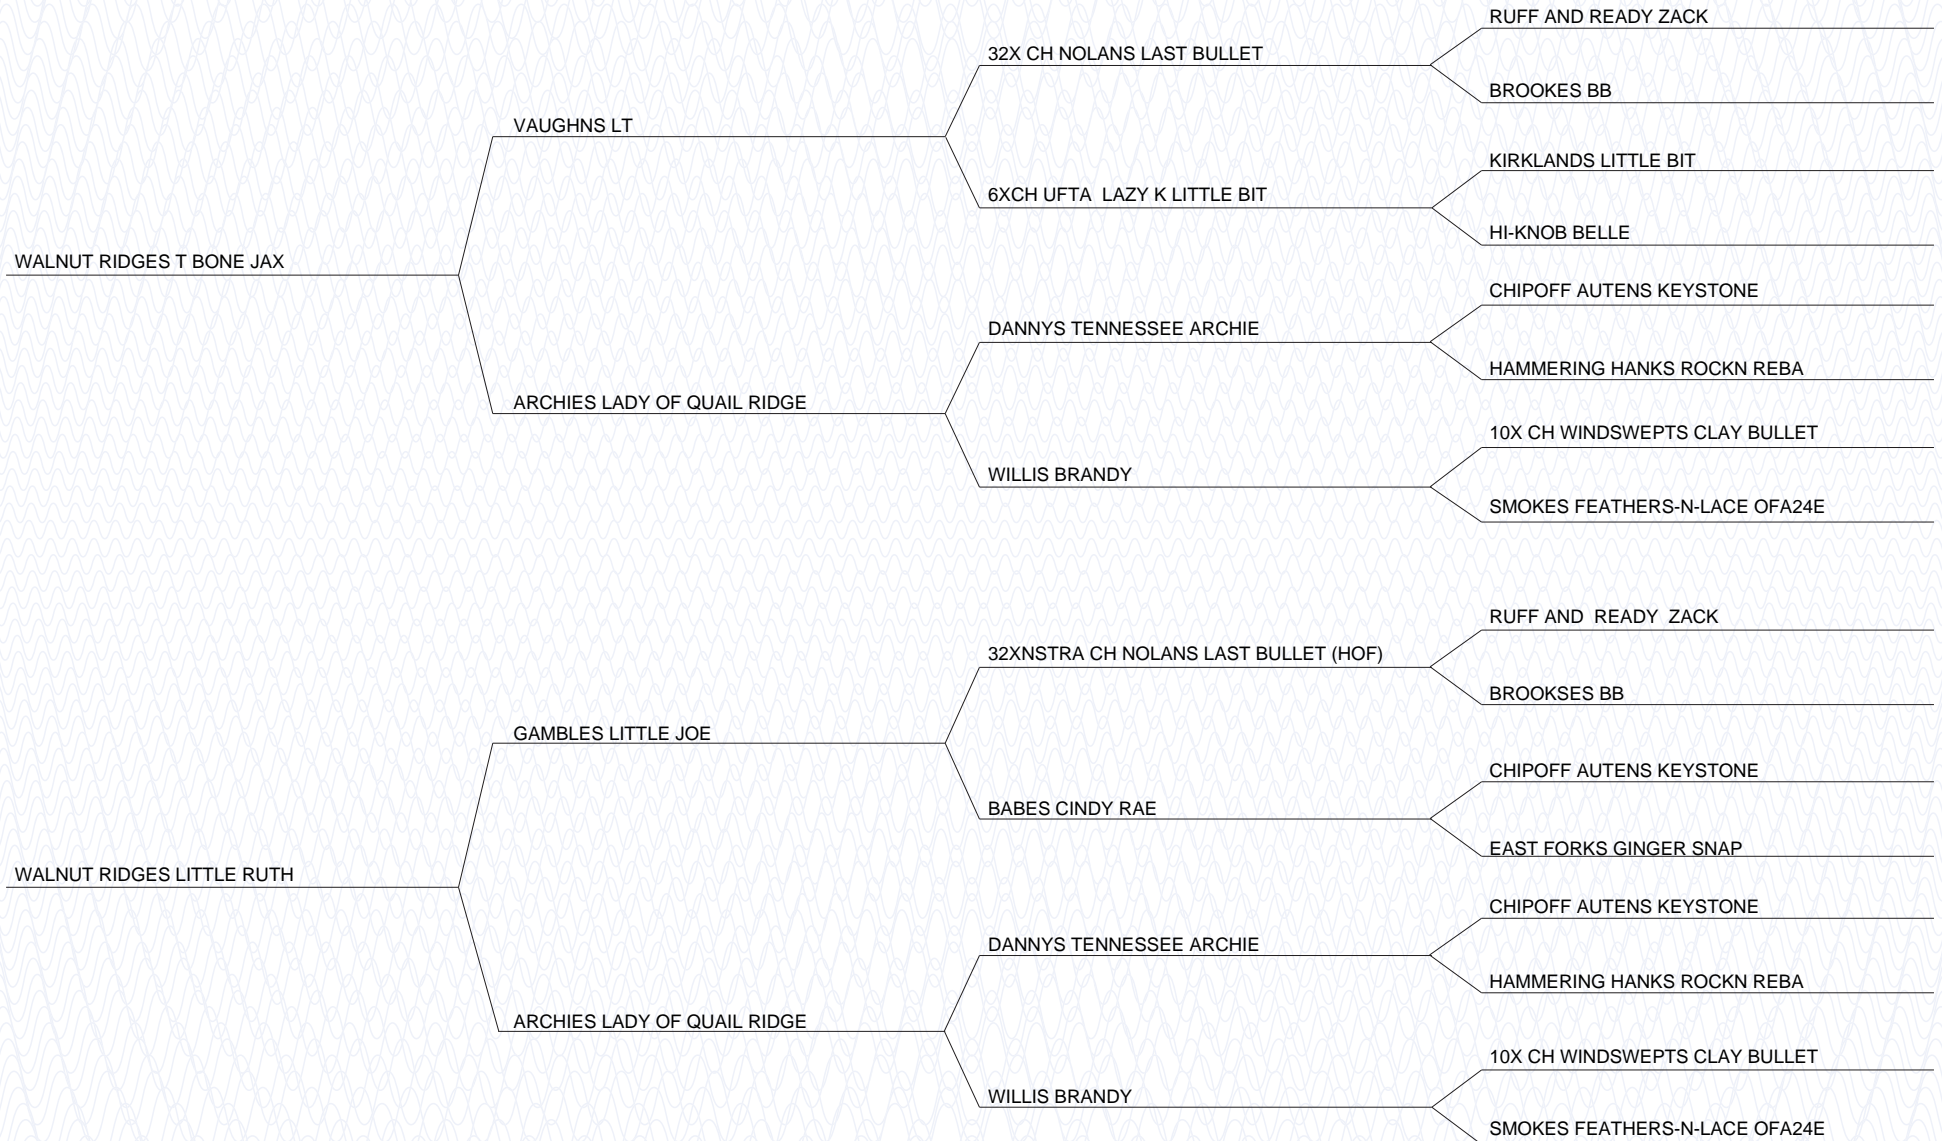 RUFF AND READY ZACK
32X CH NOLANS LAST BULLET
BROOKES BB
VAUGHNS LT
KIRKLANDS LITTLE BIT
6XCH UFTA  LAZY K LITTLE BIT
HI-KNOB BELLE
WALNUT RIDGES T BONE JAX
CHIPOFF AUTENS KEYSTONE
DANNYS TENNESSEE ARCHIE
HAMMERING HANKS ROCKN REBA
ARCHIES LADY OF QUAIL RIDGE
10X CH WINDSWEPTS CLAY BULLET
WILLIS BRANDY
SMOKES FEATHERS-N-LACE OFA24E
RUFF AND  READY  ZACK
32XNSTRA CH NOLANS LAST BULLET (HOF)
BROOKSES BB
GAMBLES LITTLE JOE
CHIPOFF AUTENS KEYSTONE
BABES CINDY RAE
EAST FORKS GINGER SNAP
WALNUT RIDGES LITTLE RUTH
CHIPOFF AUTENS KEYSTONE
DANNYS TENNESSEE ARCHIE
HAMMERING HANKS ROCKN REBA
ARCHIES LADY OF QUAIL RIDGE
10X CH WINDSWEPTS CLAY BULLET
WILLIS BRANDY
SMOKES FEATHERS-N-LACE OFA24E